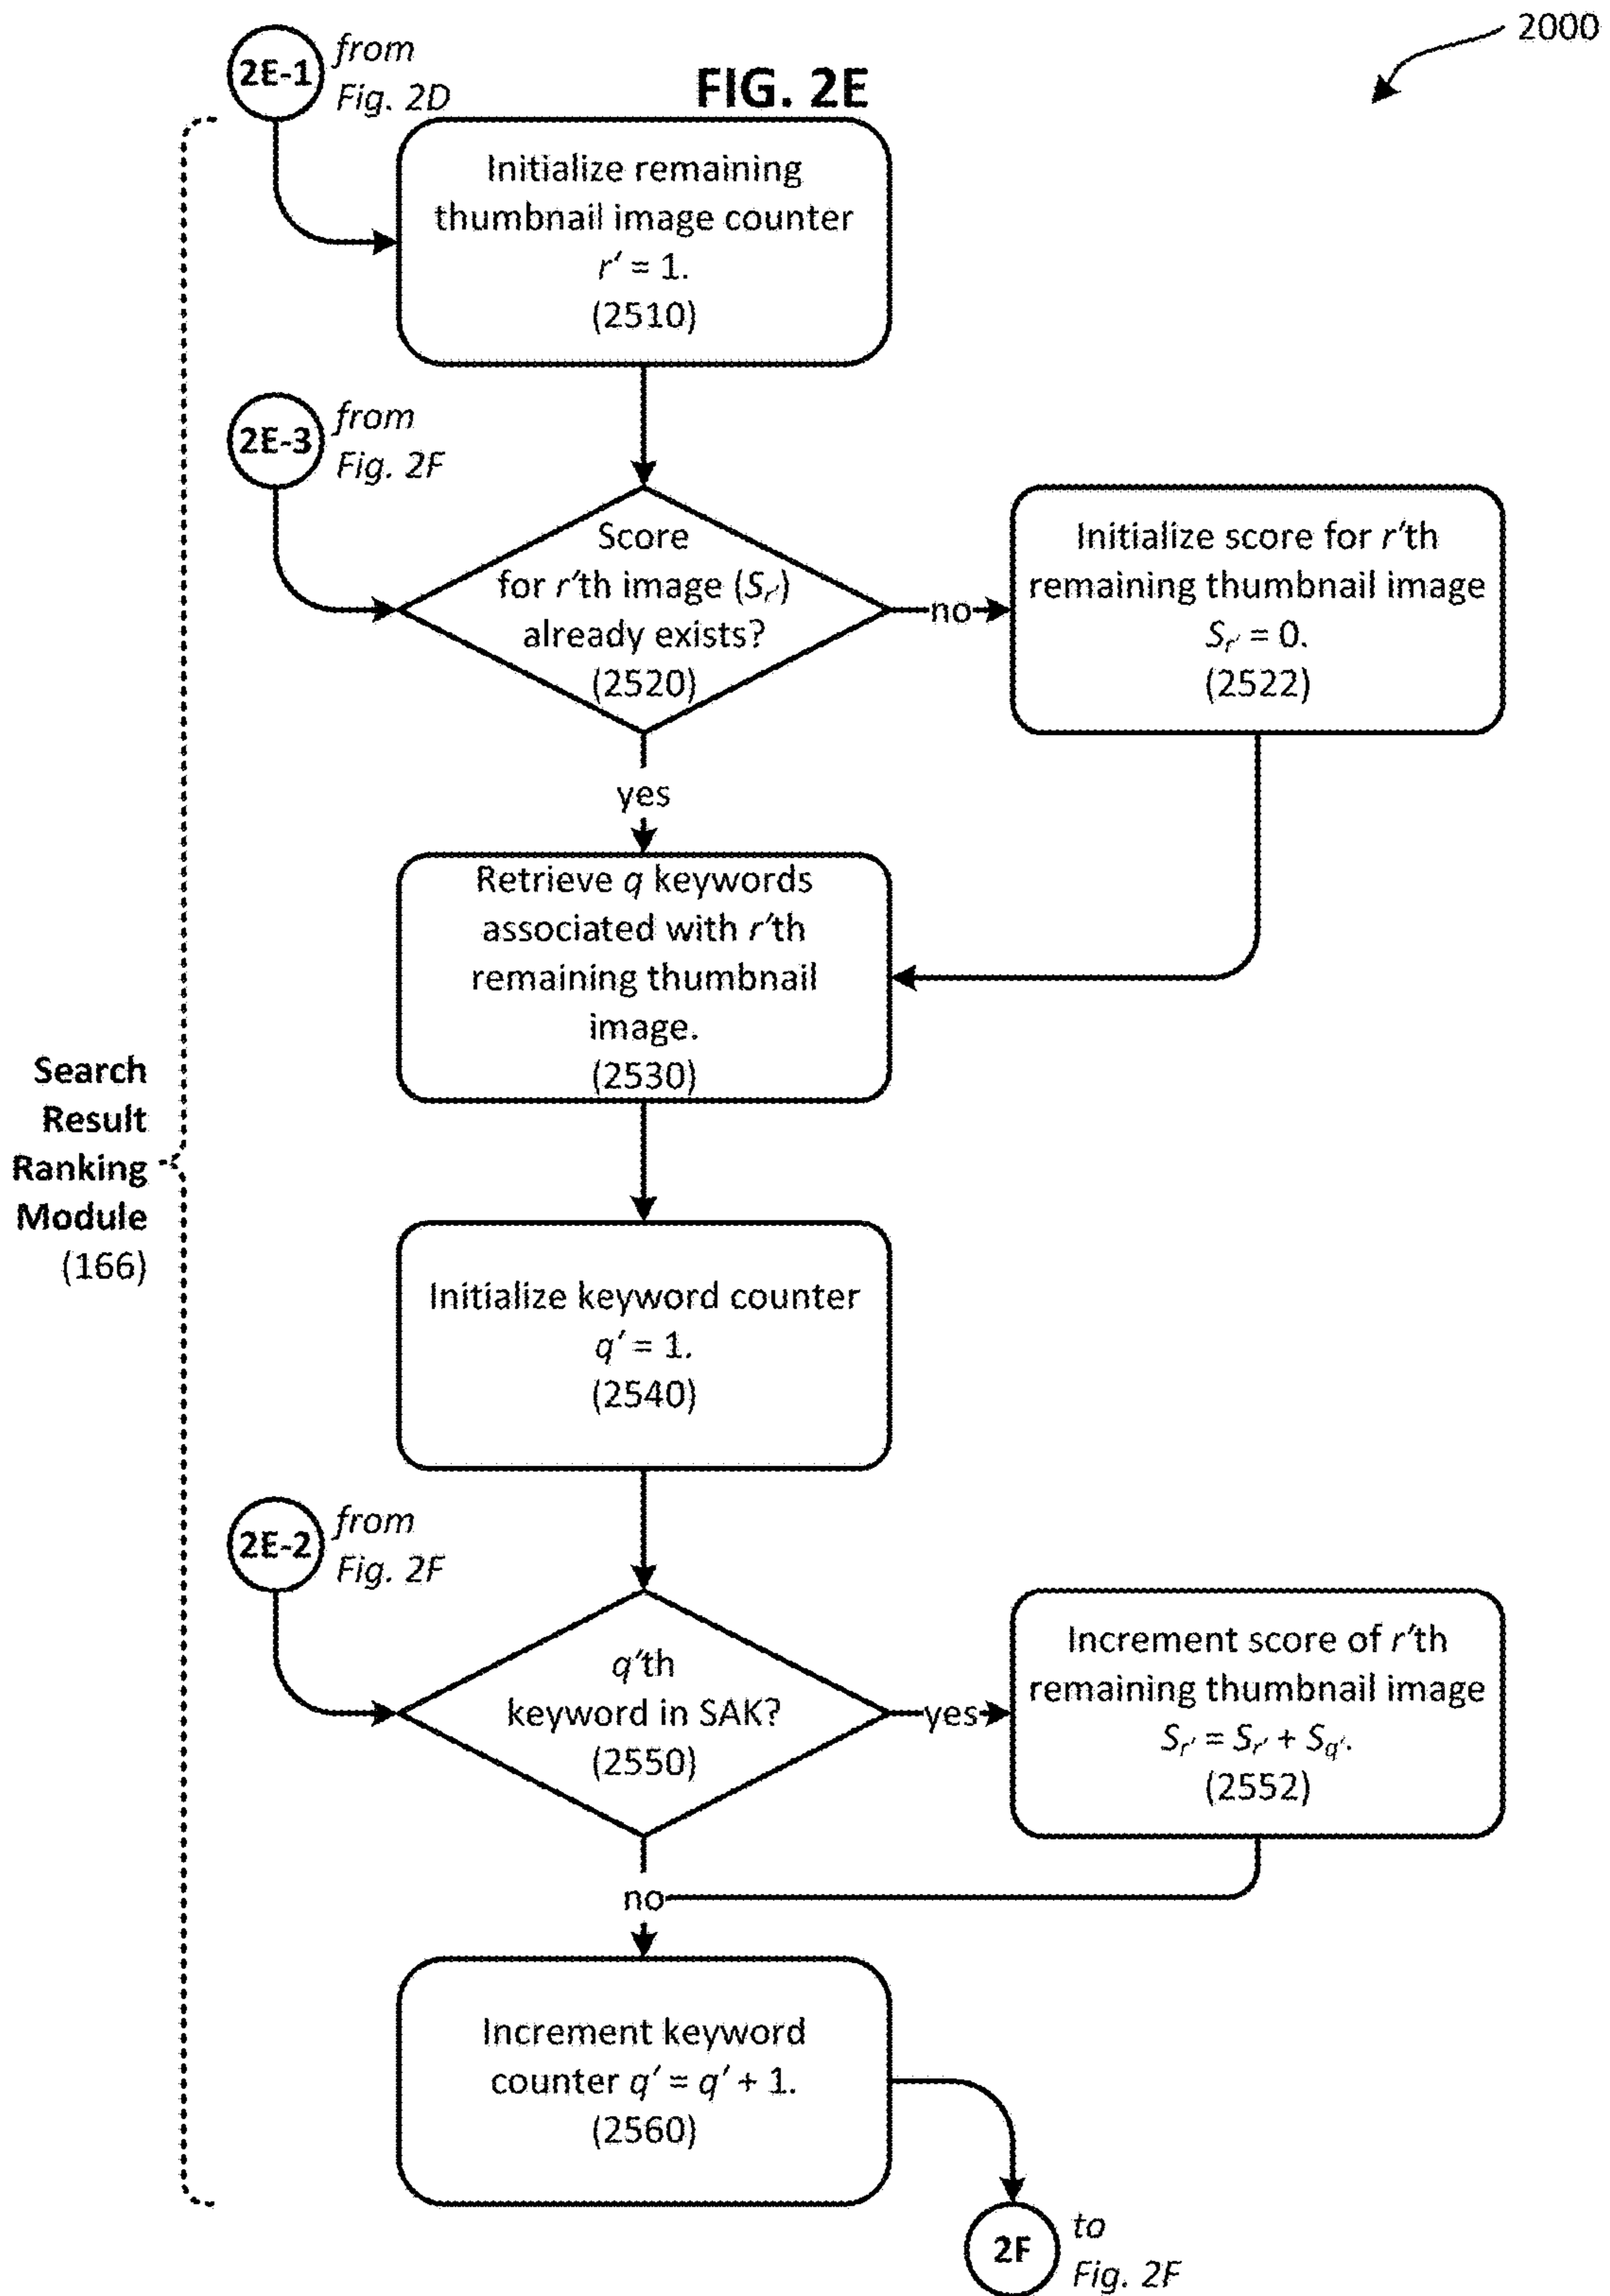 2000
2E-1
from
Fig. 2D
FIG. 2E
Initialize remaining
thumbnail image counter
r′ = 1.
(2510)
2E-3
from
Fig. 2F
Score
for r′th image (Sr′)
already exists?
(2520)
no
Initialize score for r′th
remaining thumbnail image
Sr′ = 0.
(2522)
yes
Retrieve q keywords
associated with r′th
remaining thumbnail
image.
(2530)
Search
Result
Ranking
Module
(166)
Initialize keyword counter
q′ = 1.
(2540)
2E-2
from
Fig. 2F
q′th
keyword in SAK?
(2550)
yes
Increment score of r′th
remaining thumbnail image
Sr′ = Sr′ + Sq′.
(2552)
no
Increment keyword
counter q′ = q′ + 1.
(2560)
2F
to
Fig. 2F